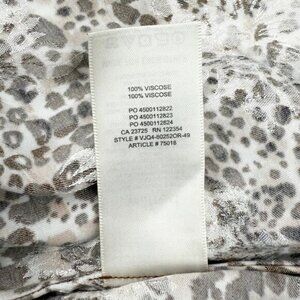 100% VISCOSE
100% VISCOSE
PO 4500112822
PO 4500112823
PO 4500112824
CA 23725 RN 122354
STYLE # VJQ4-80252OR-49
ARTICLE # 75018